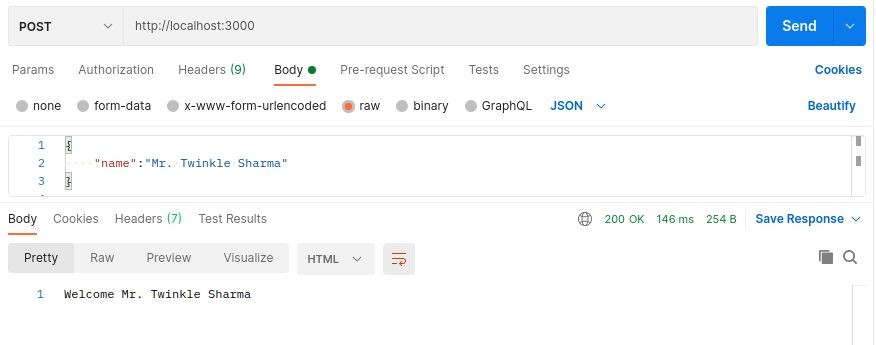 POST http://localhost:3000 Send
Params Authorization Headers (9) Body Pre-request Script Tests Settings Cookies
none form-data x-www-form-urlencoded raw binary GraphQL JSON Beautify
1 {
2 "name":"Mr. Twinkle Sharma"
3 }
Body Cookies Headers (7) Test Results 200 OK 146 ms 254 B Save Response
Pretty Raw Preview Visualize HTML
1 Welcome Mr. Twinkle Sharma